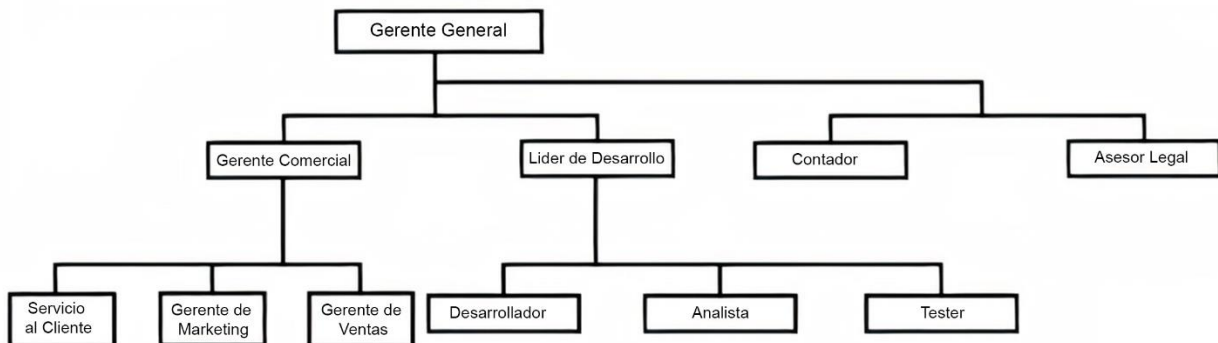 Gerente General
Gerente Comercial
Lider de Desarrollo
Contador
Asesor Legal
Servicio
al Cliente
Gerente de
Marketing
Gerente de
Ventas
Desarrollador
Analista
Tester